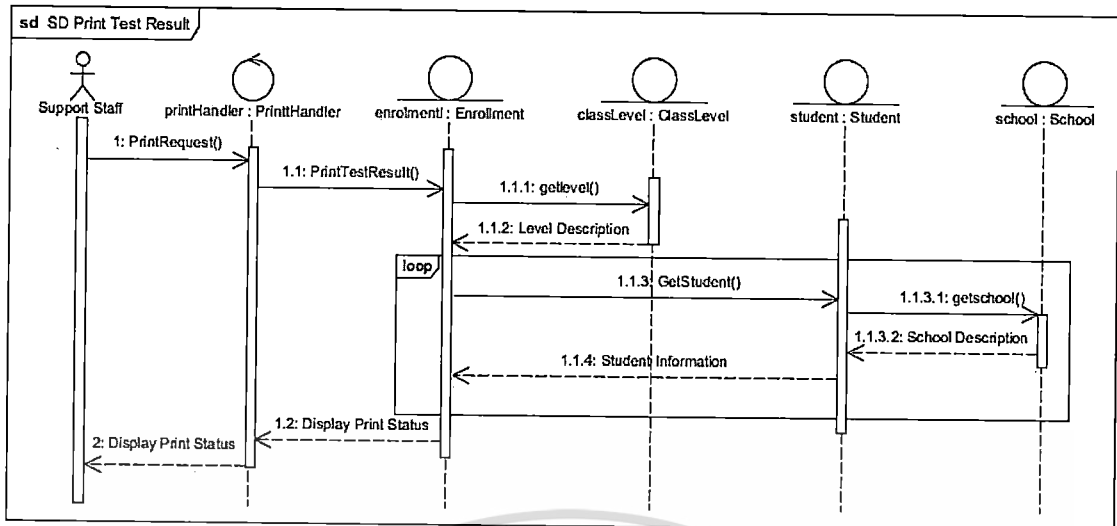 sd SD Print Test Result
Support Staff
printHandler : PrinttHandler
enrolmentl : Enrollment
classLevel : ClassLevel
student : Student
school : School
1: PrintRequest()
1.1: PrintTestResult()
1.1.1: getlevel()
1.1.2: Level Description
loop
1.1.3: GetStudent()
1.1.3.1: getschool()
1.1.3.2: School Description
1.1.4: Student Information
1.2: Display Print Status
2: Display Print Status